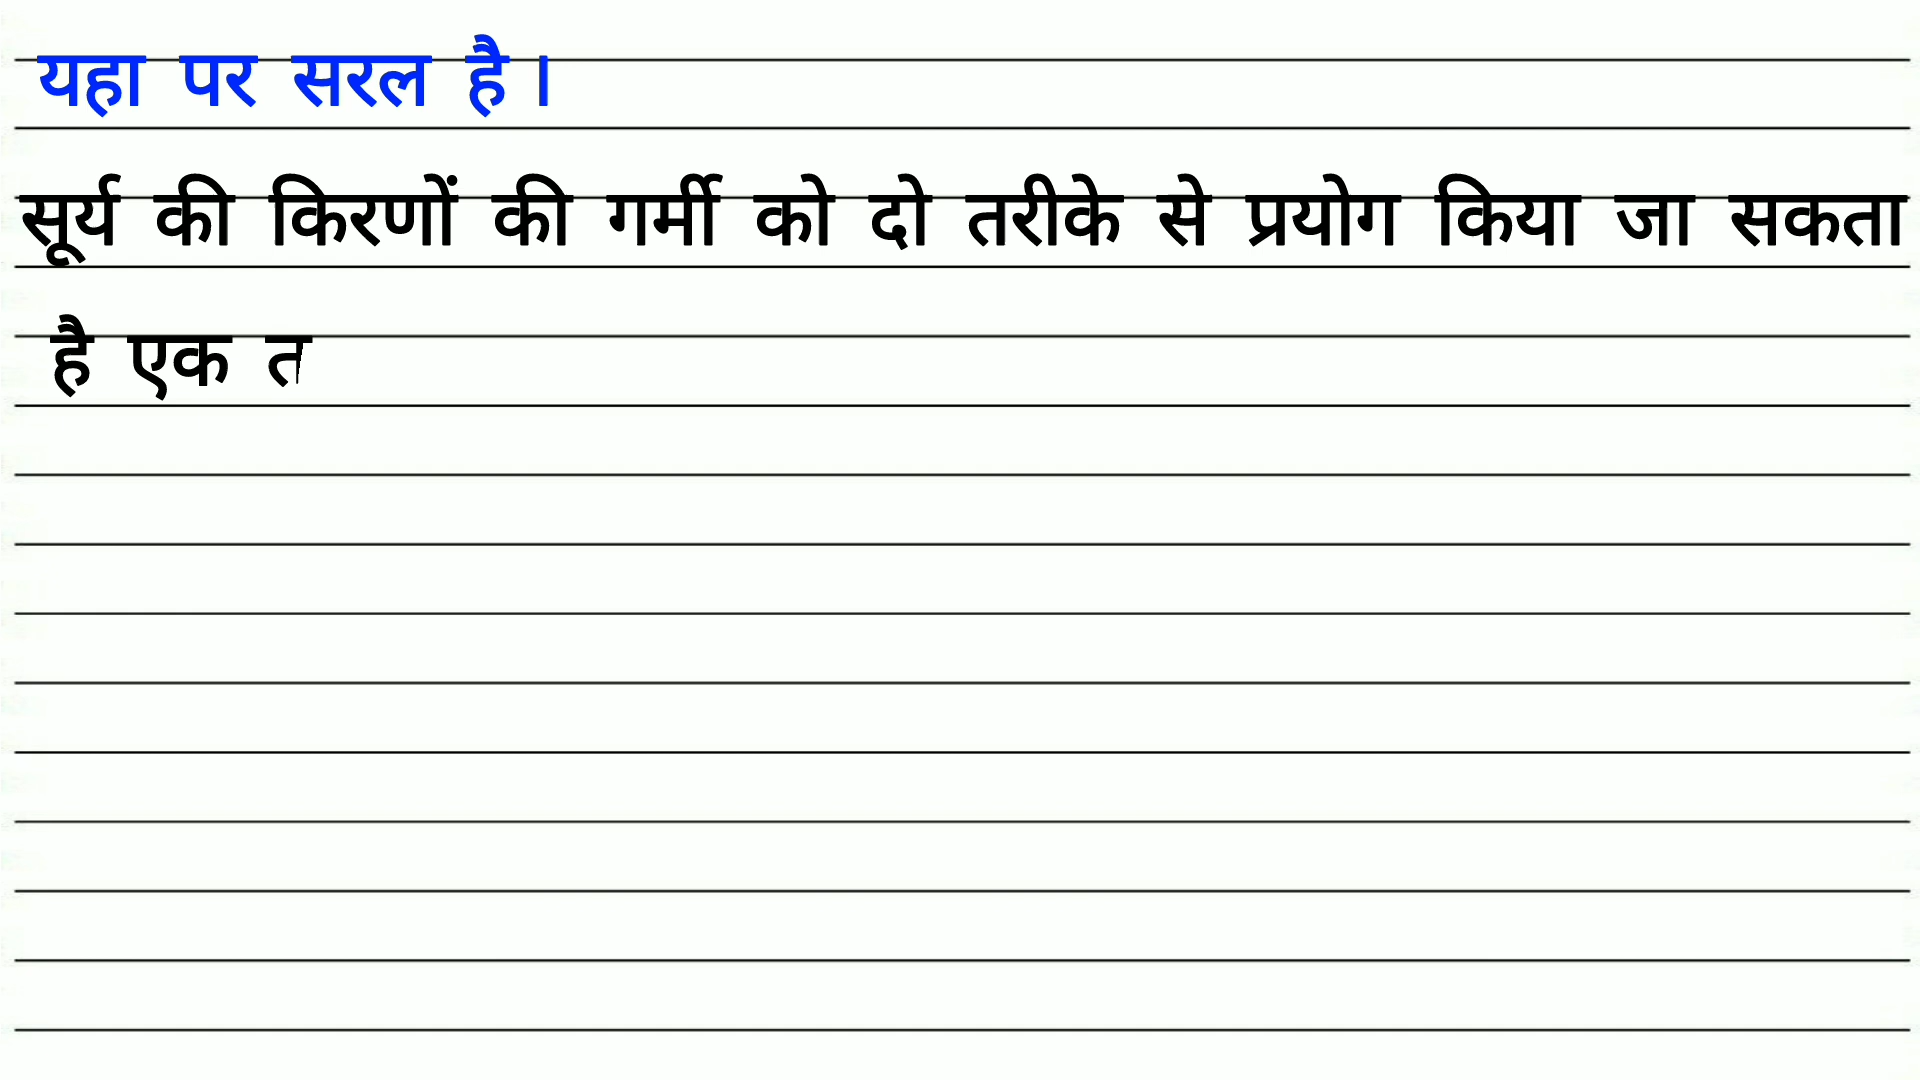 यहा पर सरल है ।
सूर्य की किरणों की गर्मी को दो तरीके से प्रयोग किया जा सकता
है एक त